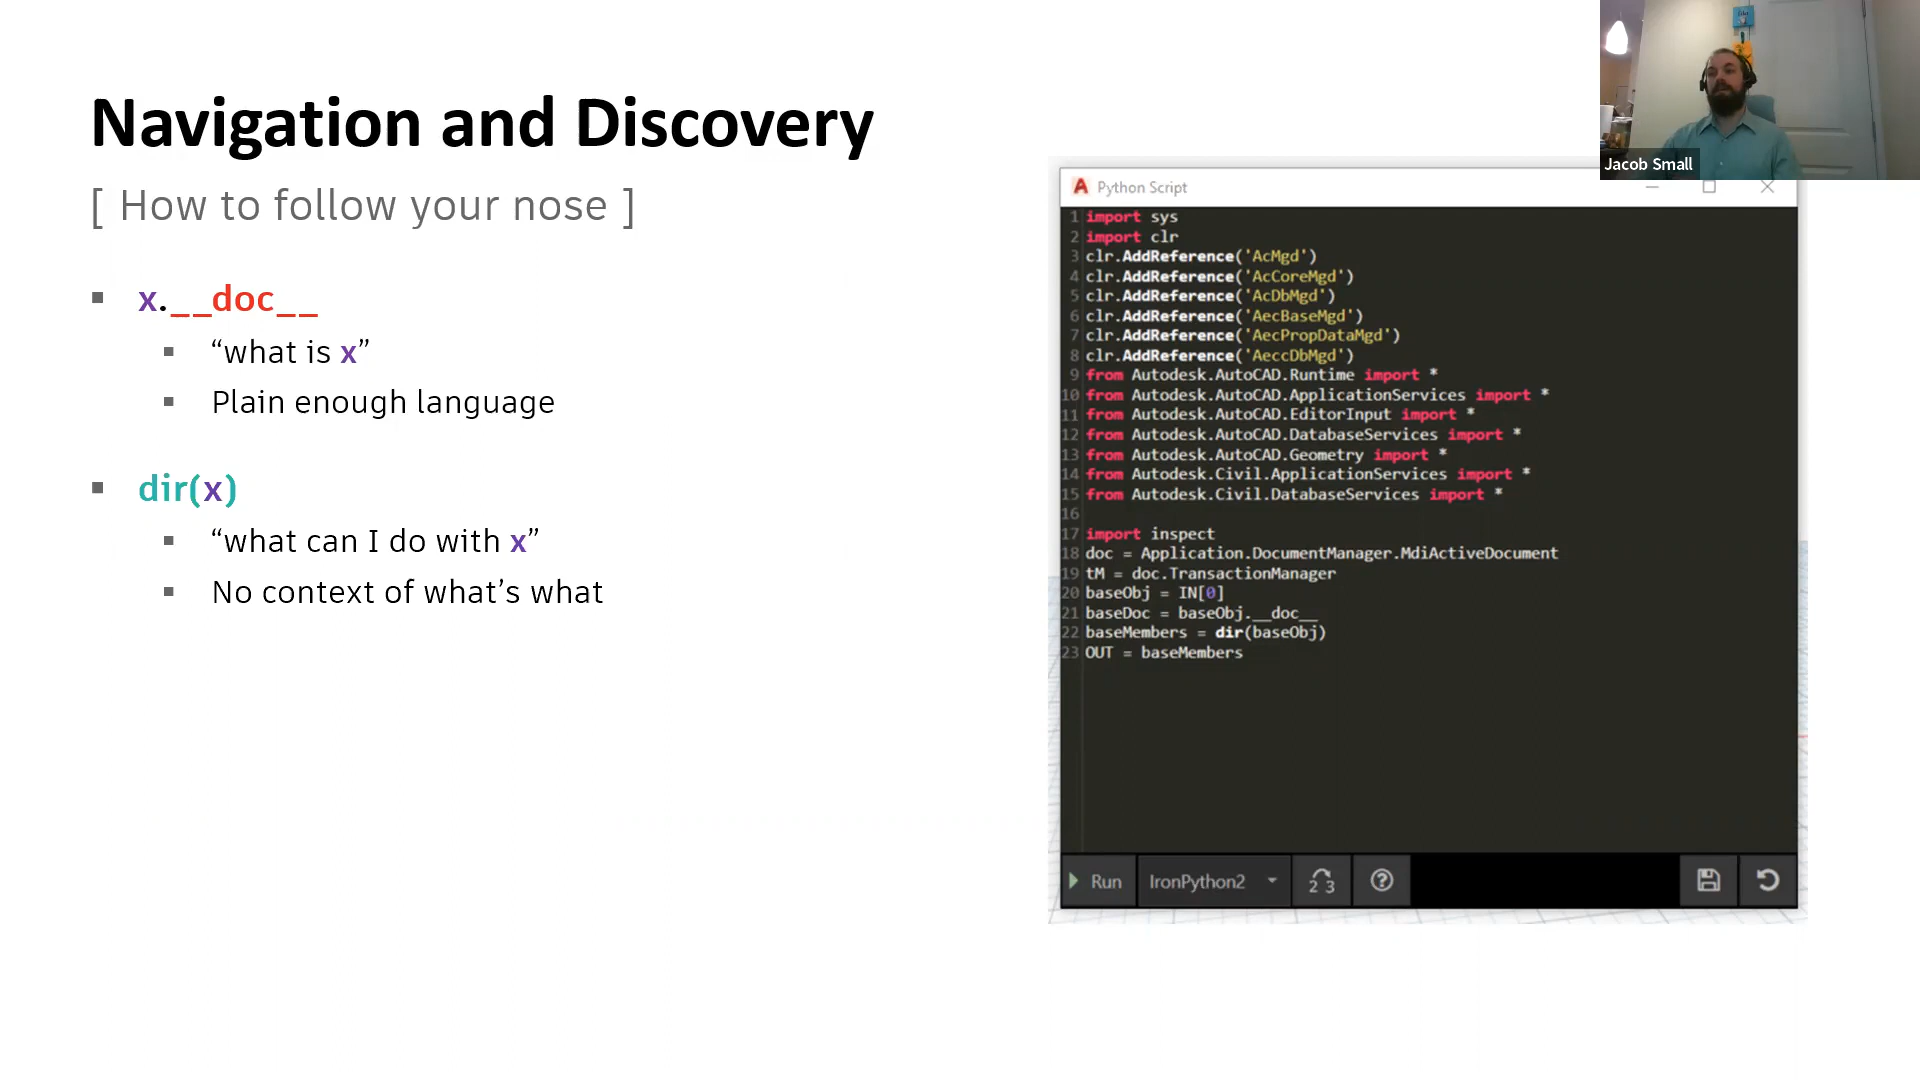 Navigation and Discovery
[ How to follow your nose ]
▪ x.__doc__
▪ “what is x”
▪ Plain enough language
▪ dir(x)
▪ “what can I do with x”
▪ No context of what’s what
Jacob Small
Python Script
1 import sys
2 import clr
3 clr.AddReference('AcMgd')
4 clr.AddReference('AcCoreMgd')
5 clr.AddReference('AcDbMgd')
6 clr.AddReference('AecBaseMgd')
7 clr.AddReference('AecPropDataMgd')
8 clr.AddReference('AeccDbMgd')
9 from Autodesk.AutoCAD.Runtime import *
10 from Autodesk.AutoCAD.ApplicationServices import *
11 from Autodesk.AutoCAD.EditorInput import *
12 from Autodesk.AutoCAD.DatabaseServices import *
13 from Autodesk.AutoCAD.Geometry import *
14 from Autodesk.Civil.ApplicationServices import *
15 from Autodesk.Civil.DatabaseServices import *
16
17 import inspect
18 doc = Application.DocumentManager.MdiActiveDocument
19 tM = doc.TransactionManager
20 baseObj = IN[0]
21 baseDoc = baseObj.__doc__
22 baseMembers = dir(baseObj)
23 OUT = baseMembers
Run IronPython2 2 3 ?